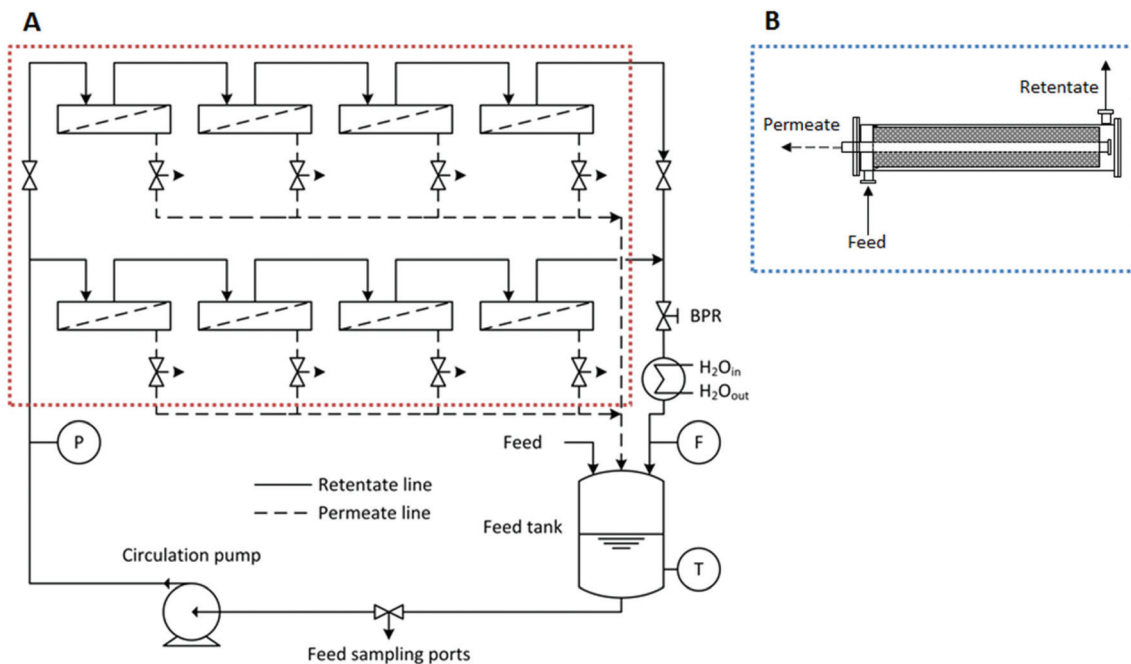 A
B
Retentate
Permeate
Feed
BPR
H₂Oin
H₂Oout
P
Feed
F
Retentate line
Permeate line
Feed tank
Circulation pump
T
Feed sampling ports